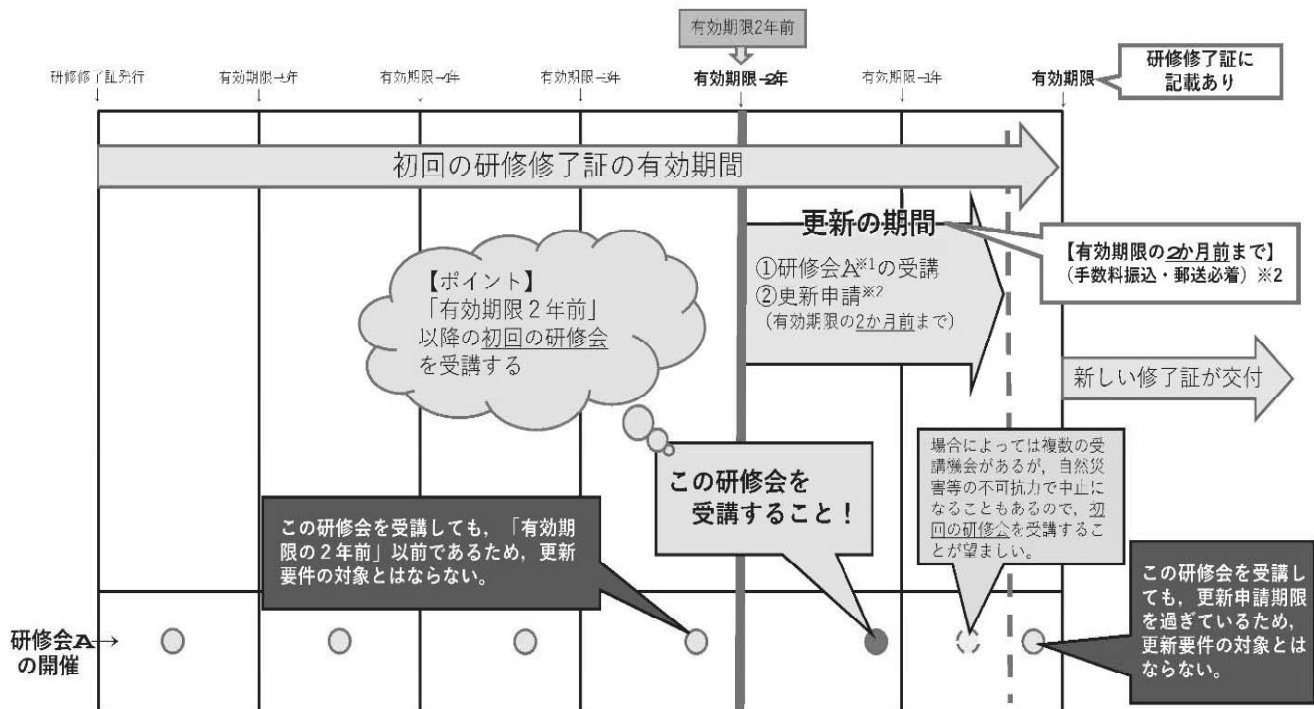 有効期限2年前
研修修了証発行
有効期限-5年
有効期限-4年
有効期限-3年
有効期限-2年
有効期限-1年
有効期限
研修修了証に
記載あり
初回の研修修了証の有効期間
更新の期間
①研修会A※1の受講
②更新申請※2
(有効期限の2か月前まで)
【有効期限の2か月前まで】
(手数料振込・郵送必着)※2
【ポイント】
「有効期限2年前」
以降の初回の研修会
を受講する
新しい修了証が交付
この研修会を
受講すること!
場合によっては複数の受
講機会があるが,自然災
害等の不可抗力で中止に
なることもあるので,初
回の研修会を受講するこ
とが望ましい。
この研修会を受講しても,「有効期
限の2年前」以前であるため,更新
要件の対象とはならない。
この研修会を受講し
ても,更新申請期限
を過ぎているため,
更新要件の対象とは
ならない。
研修会A→
の開催